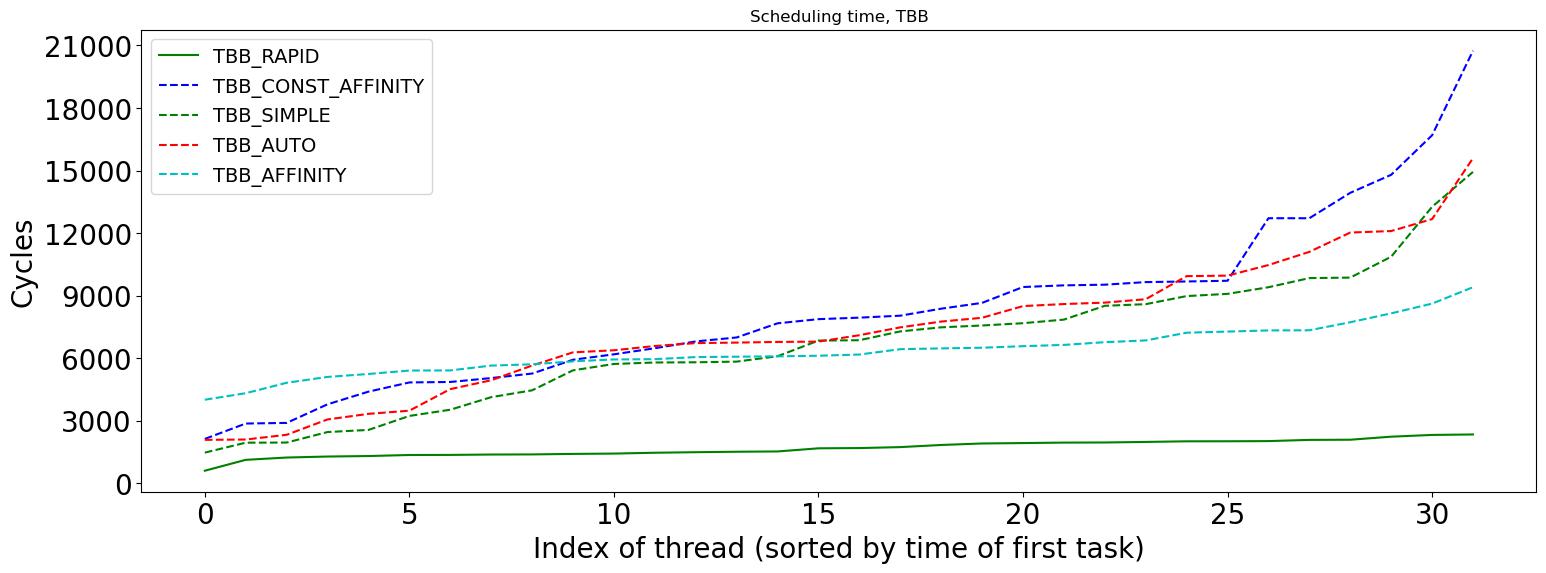 Scheduling time, TBB
21000
18000
15000
12000
9000
6000
3000
0
Cycles
TBB_RAPID
TBB_CONST_AFFINITY
TBB_SIMPLE
TBB_AUTO
TBB_AFFINITY
0 5 10 15 20 25 30
Index of thread (sorted by time of first task)